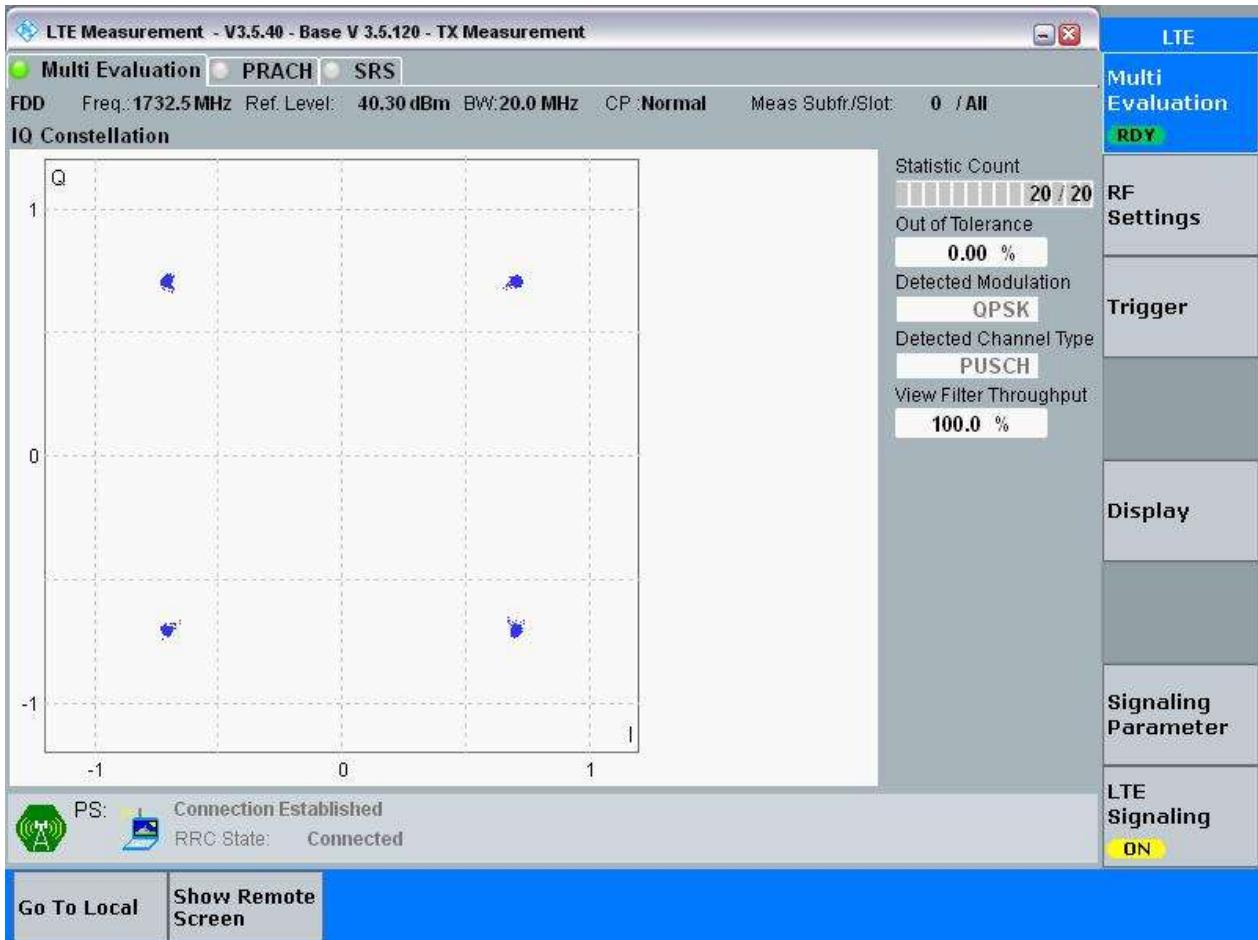 LTE Measurement - V3.5.40 - Base V 3.5.120 - TX Measurement
LTE
Multi Evaluation PRACH SRS
FDD Freq.: 1732.5 MHz Ref. Level: 40.30 dBm BW: 20.0 MHz CP : Normal Meas Subfr./Slot: 0 / All
IQ Constellation
Q
1
0
-1
I
-1 0 1
Statistic Count
20 / 20
Out of Tolerance
0.00 %
Detected Modulation
QPSK
Detected Channel Type
PUSCH
View Filter Throughput
100.0 %
Multi
Evaluation
RDY
RF
Settings
Trigger
Display
Signaling
Parameter
LTE
Signaling
ON
PS: Connection Established
RRC State: Connected
Go To Local
Show Remote
Screen